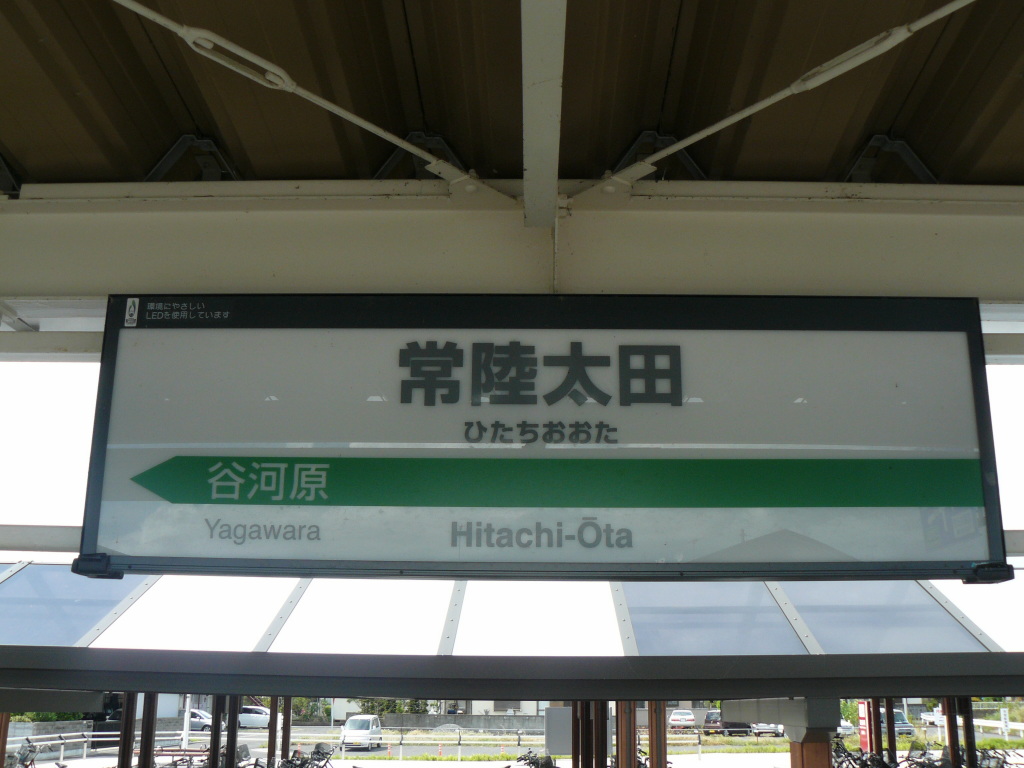 環境にやさしい
LEDを使用しています
常陸太田
ひたちおおた
谷河原
Yagawara
Hitachi-Ōta